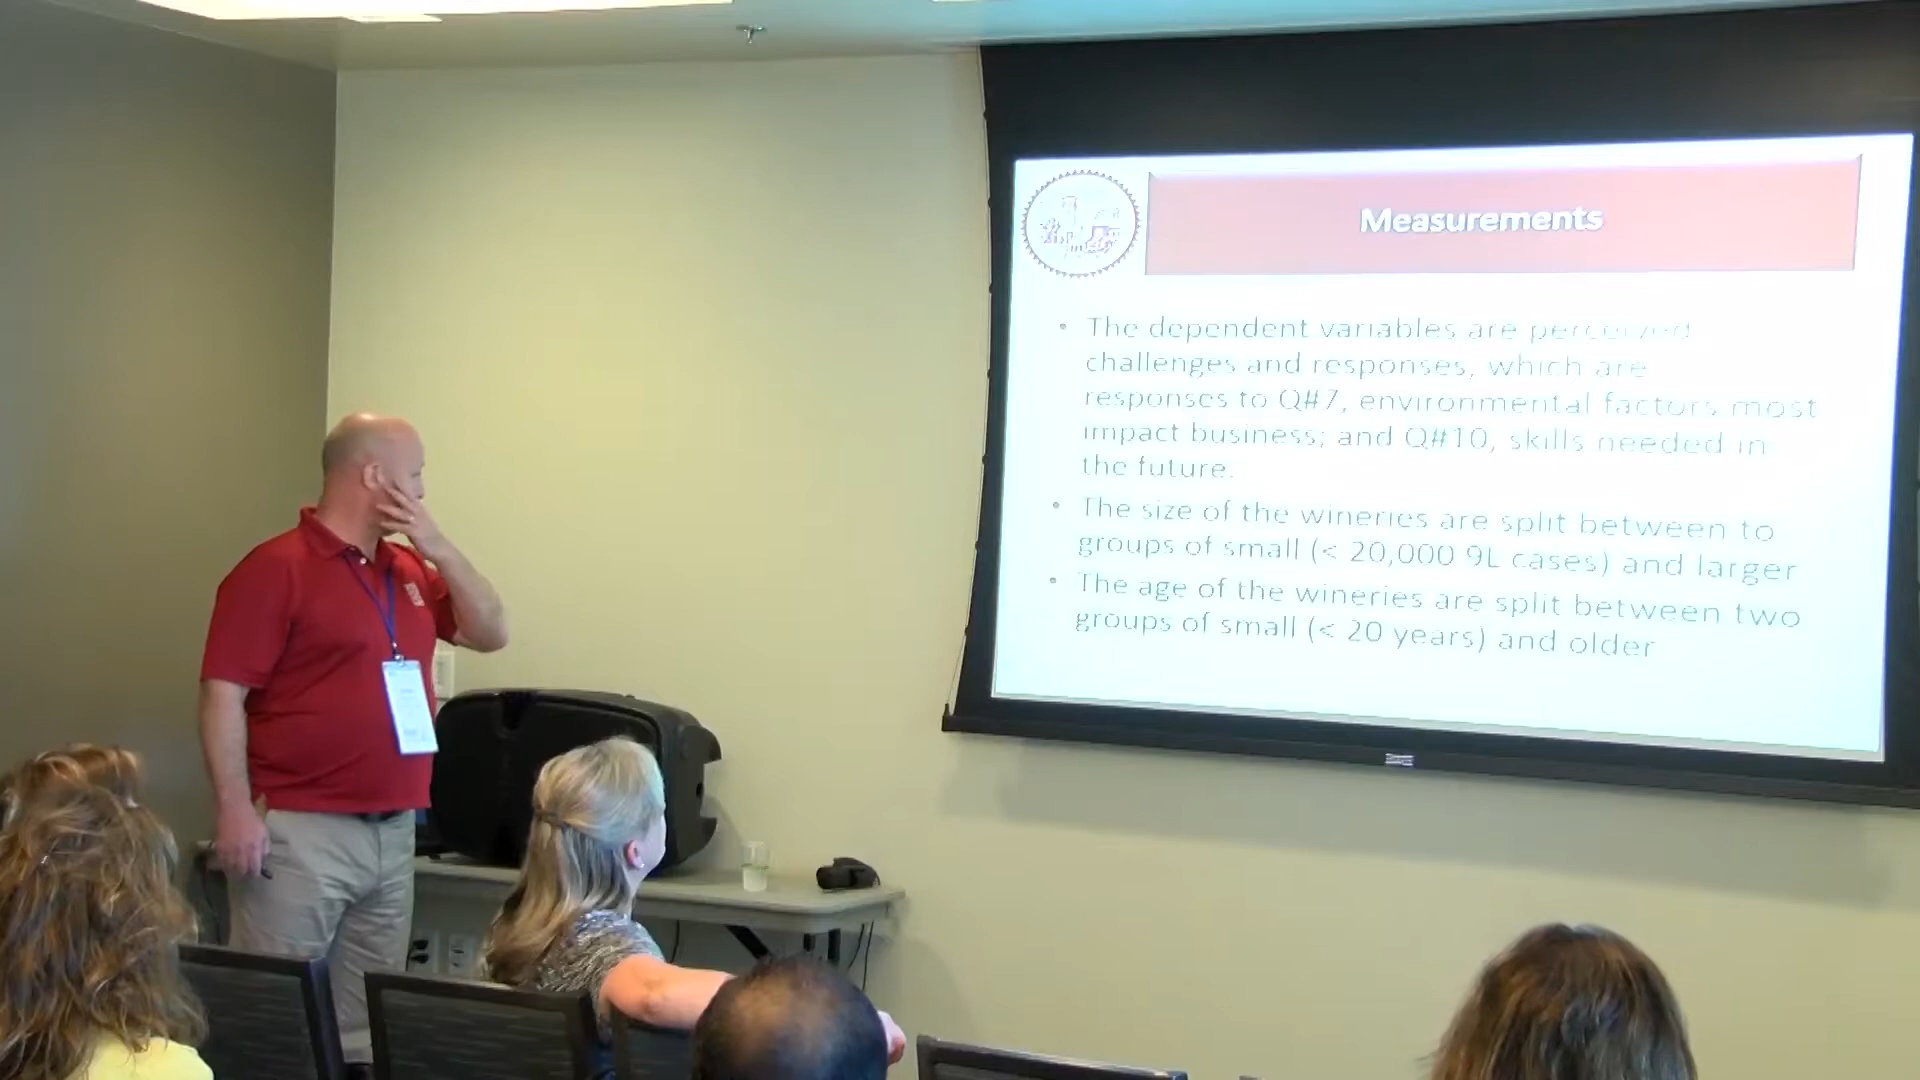 Measurements
• The dependent variables are perceived
challenges and responses, which are
responses to Q#7, environmental factors most
impact business; and Q#10, skills needed in
the future.
• The size of the wineries are split between to
groups of small (< 20,000 9L cases) and larger
• The age of the wineries are split between two
groups of small (< 20 years) and older